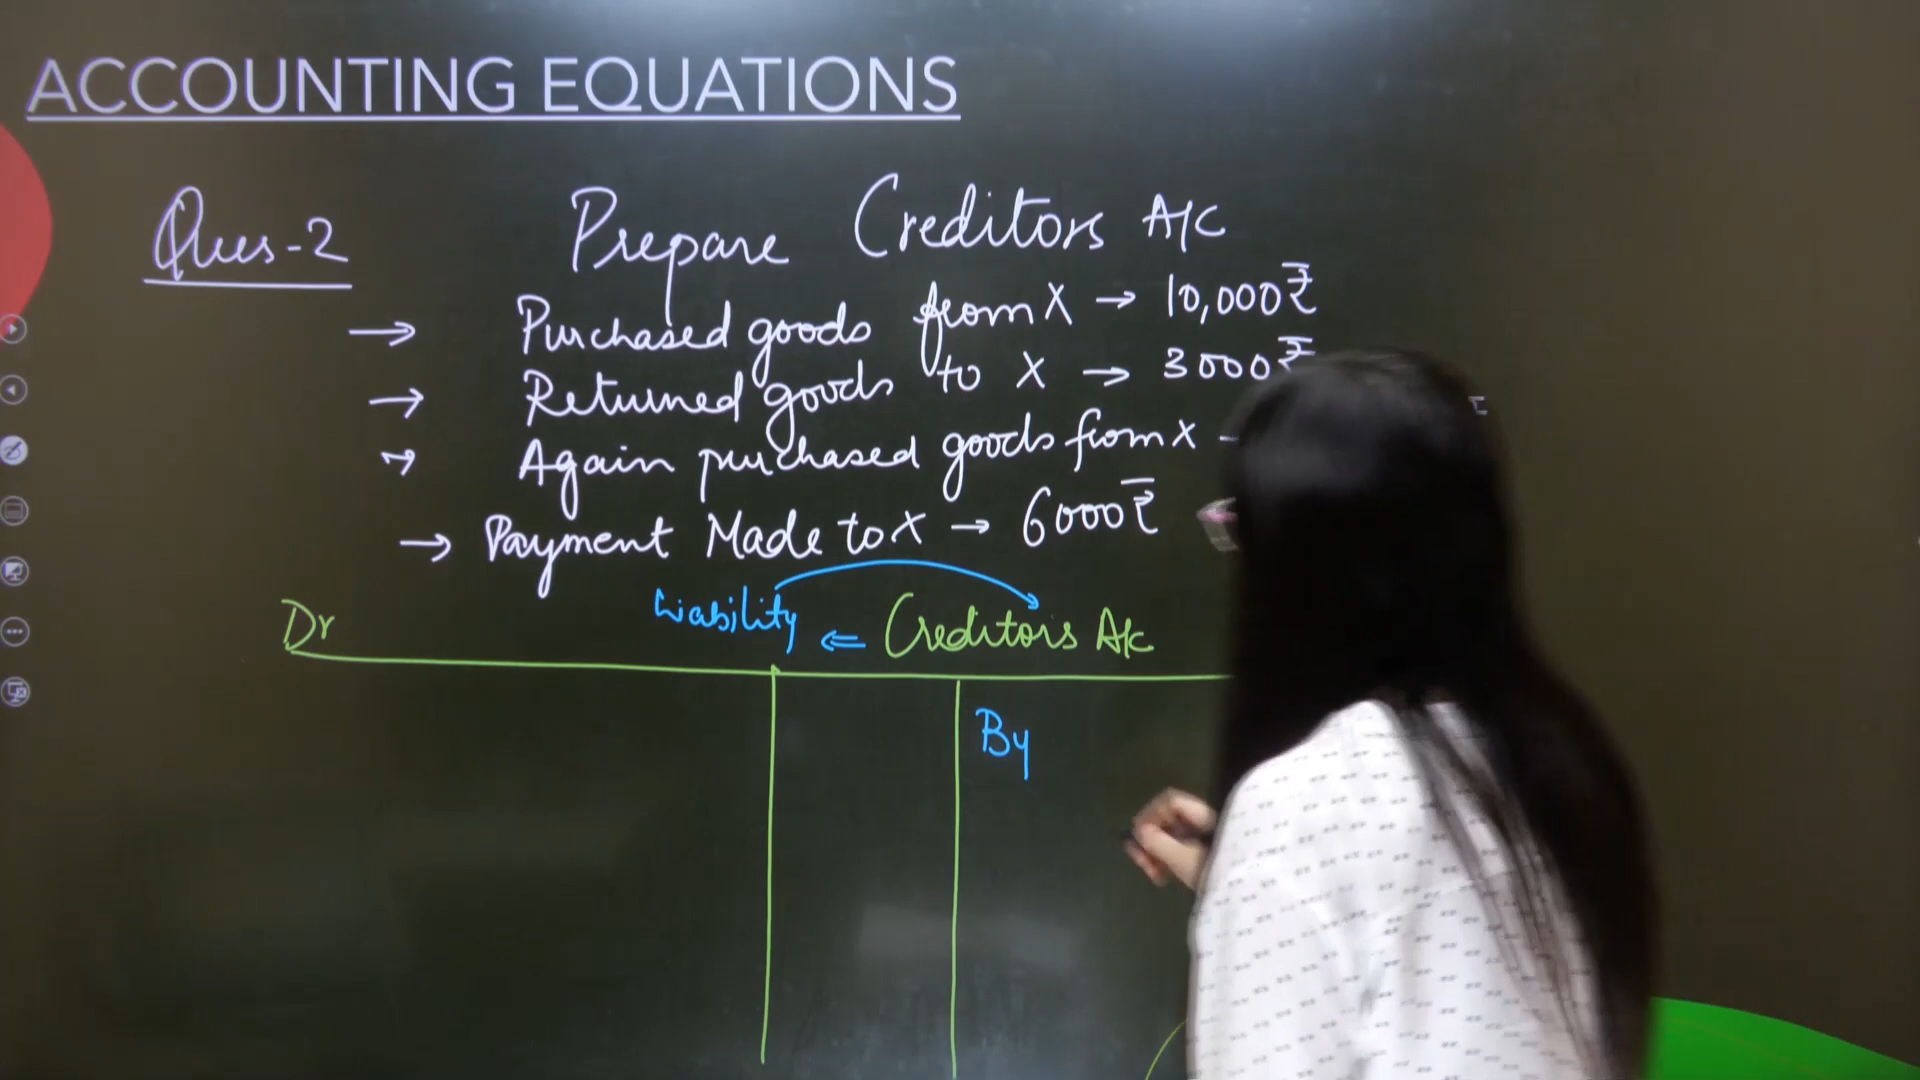 ACCOUNTING EQUATIONS
Ques-2 Prepare Creditors A/c
→ Purchased goods from X → 10,000₹
→ Returned goods to X → 3000₹
→ Again purchased goods from X -
→ Payment Made to X → 6000₹
Dr Liability ⇐ Creditors A/c
By